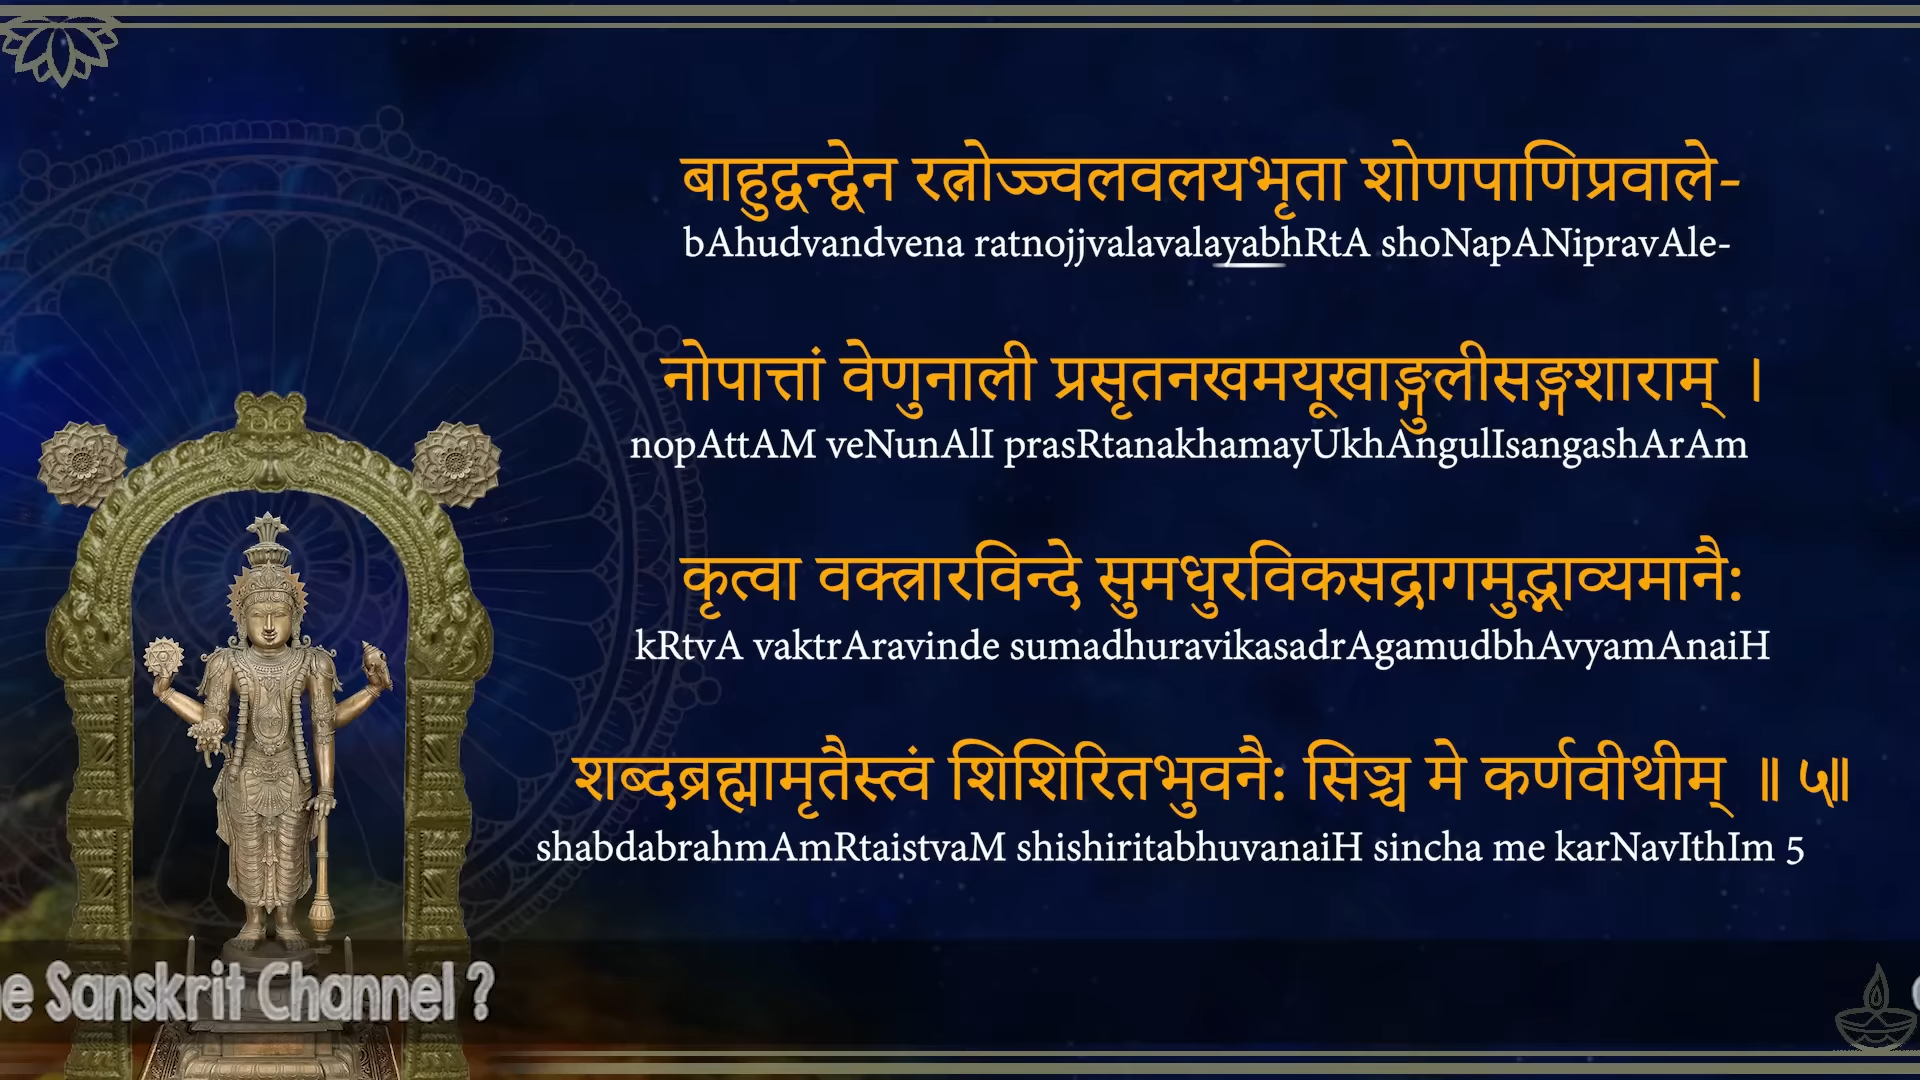 बाहुद्वन्द्वेन रत्नोज्ज्वलवलयभृता शोणपाणिप्रवाले-
bAhudvandvena ratnojjvalavalayabhRtA shoNapANipravAle-
नोपात्तां वेणुनाली प्रसृतनखमयूखाङ्गुलीसङ्गशाराम् ।
nopAttAM veNunAlI prasRtanakhamayUkhAngulIsangashArAm
कृत्वा वक्त्रारविन्दे सुमधुरविकसद्रागमुद्भाव्यमानै:
kRtvA vaktrAravinde sumadhuravikasadrAgamudbhAvyamAnaiH
शब्दब्रह्मामृतैस्त्वं शिशिरितभुवनै: सिञ्च मे कर्णवीथीम् ॥ ५॥
shabdabrahmAmRtaistvaM shishiritabhuvanaiH sincha me karNavIthIm 5
e Sanskrit Channel ?